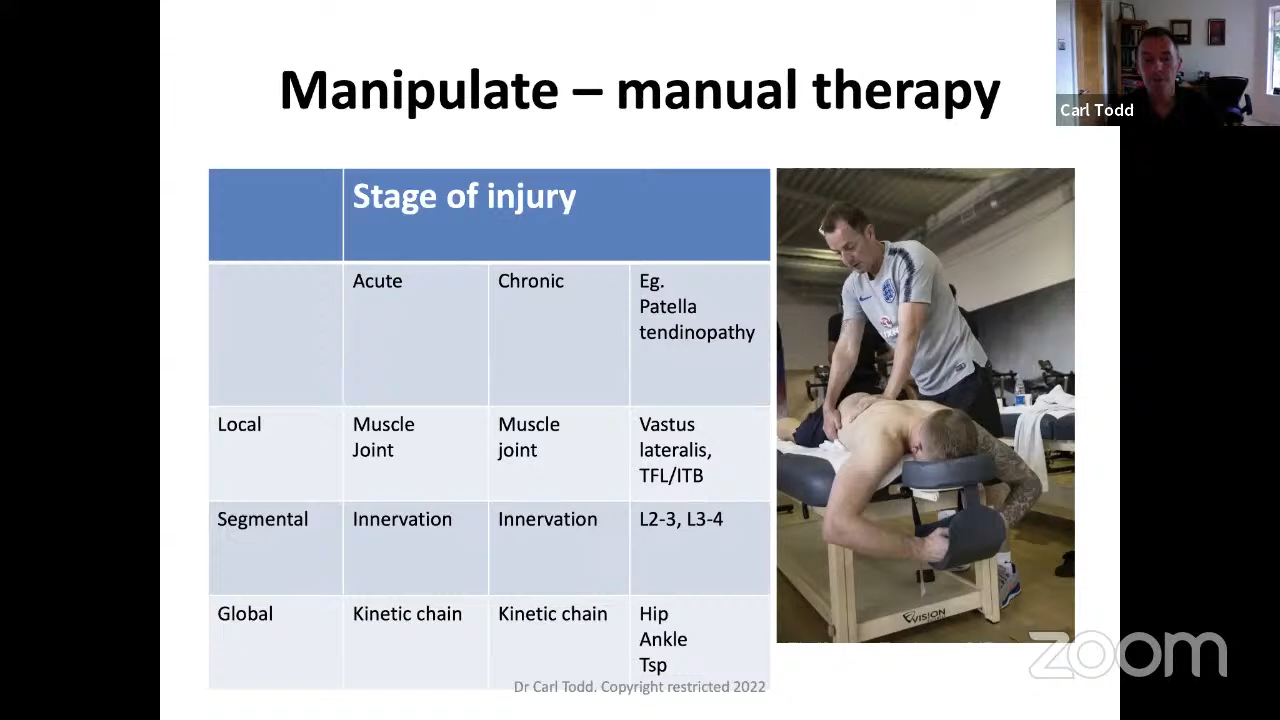 Manipulate – manual therapy
Carl Todd
Stage of injury
Acute
Chronic
Eg.
Patella
tendinopathy
Local
Muscle
Joint
Muscle
joint
Vastus
lateralis,
TFL/ITB
Segmental
Innervation
Innervation
L2-3, L3-4
Global
Kinetic chain
Kinetic chain
Hip
Ankle
Tsp
VISION
Dr Carl Todd. Copyright restricted 2022
zoom